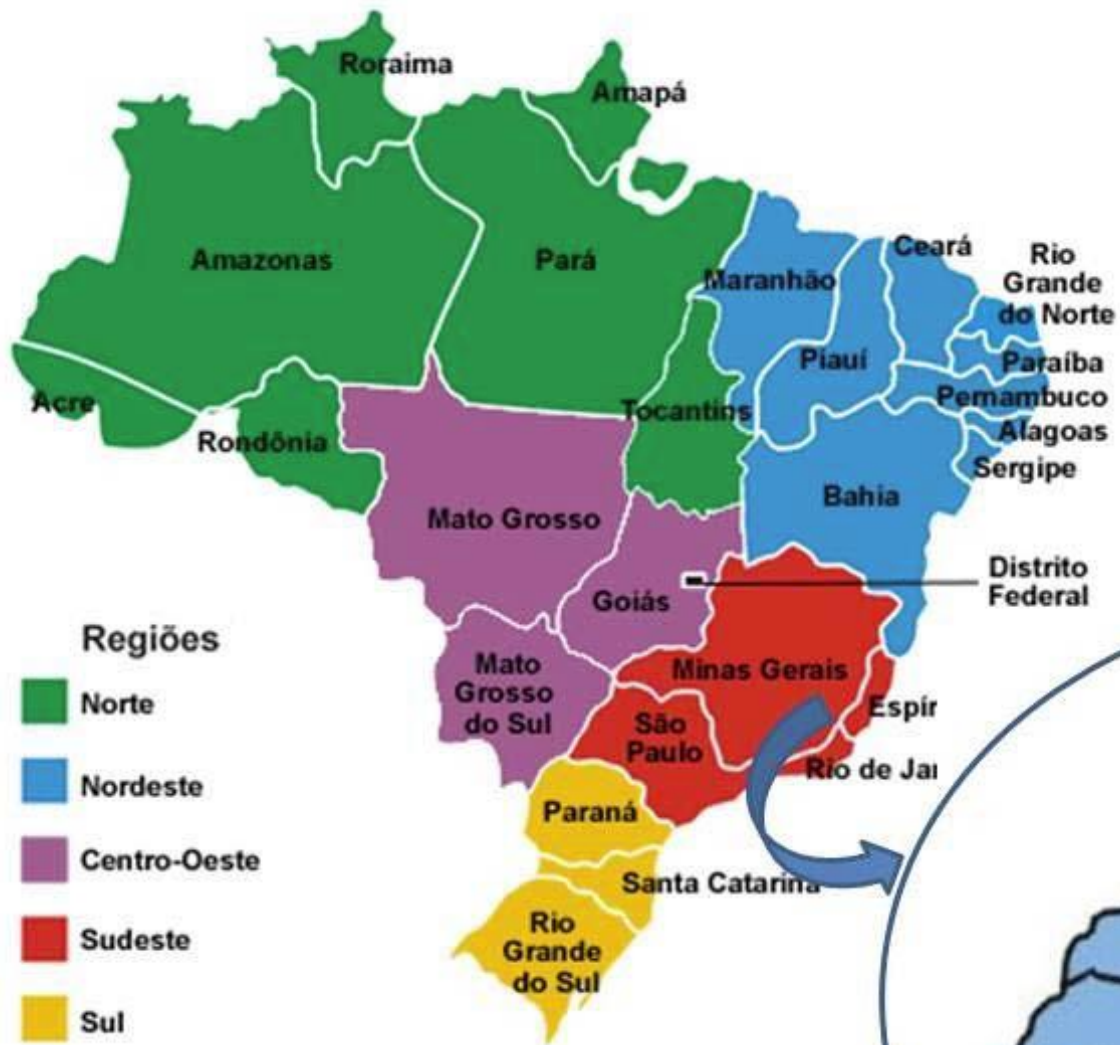 Roraima
Amapá
Amazonas
Pará
Maranhão
Ceará
Rio
Grande
do Norte
Piauí
Paraíba
Pernambuco
Alagoas
Sergipe
Acre
Rondônia
Tocantins
Bahia
Mato Grosso
Goiás
Distrito
Federal
Mato
Grosso
do Sul
Minas Gerais
Espír
São
Paulo
Rio de Jar
Paraná
Santa Catarina
Rio
Grande
do Sul
Regiões
Norte
Nordeste
Centro-Oeste
Sudeste
Sul